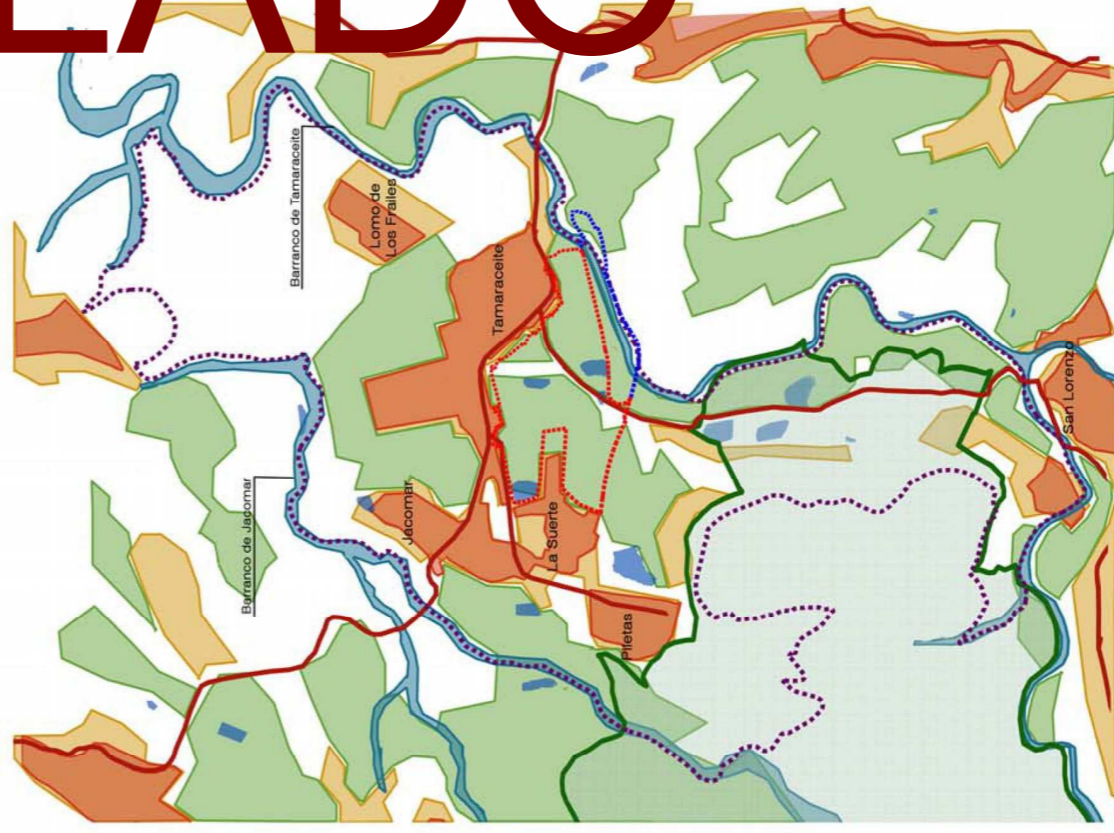 LADO
Barranco de Tamaraceite
Lomo de
Los Frailes
Tamaraceite
San Lorenzo
Jacomar
Barranco de Jacomar
La Suerte
Piletas